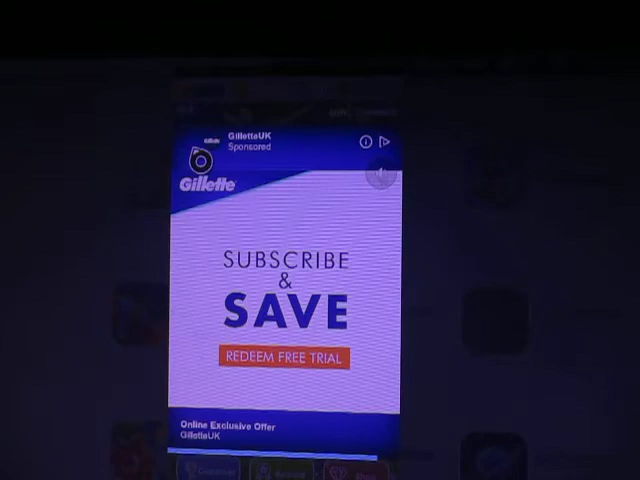 GilletteUK
Sponsored
Gillette
SUBSCRIBE
&
SAVE
REDEEM FREE TRIAL
Online Exclusive Offer
GilletteUK